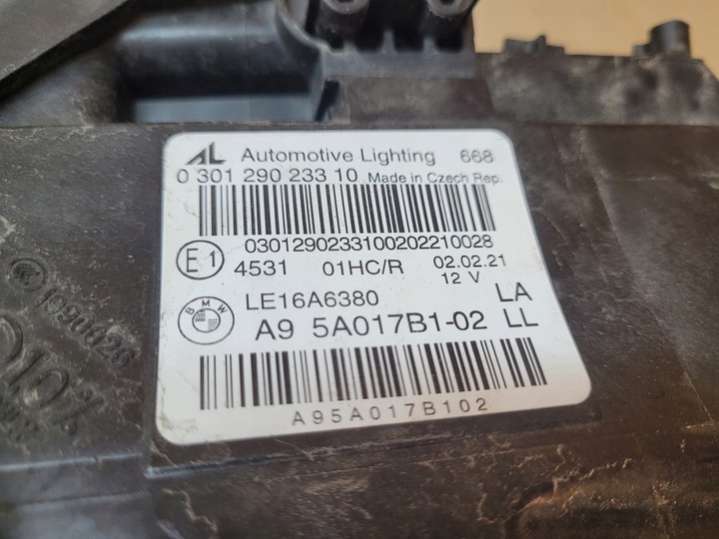 AL Automotive Lighting 668
0 301 290 233 10 Made in Czech Rep.
0301290233100202210028
E1 4531 01HC/R 02.02.21
12 V
BMW LE16A6380 LA
A9 5A017B1-02 LL
A95A017B102